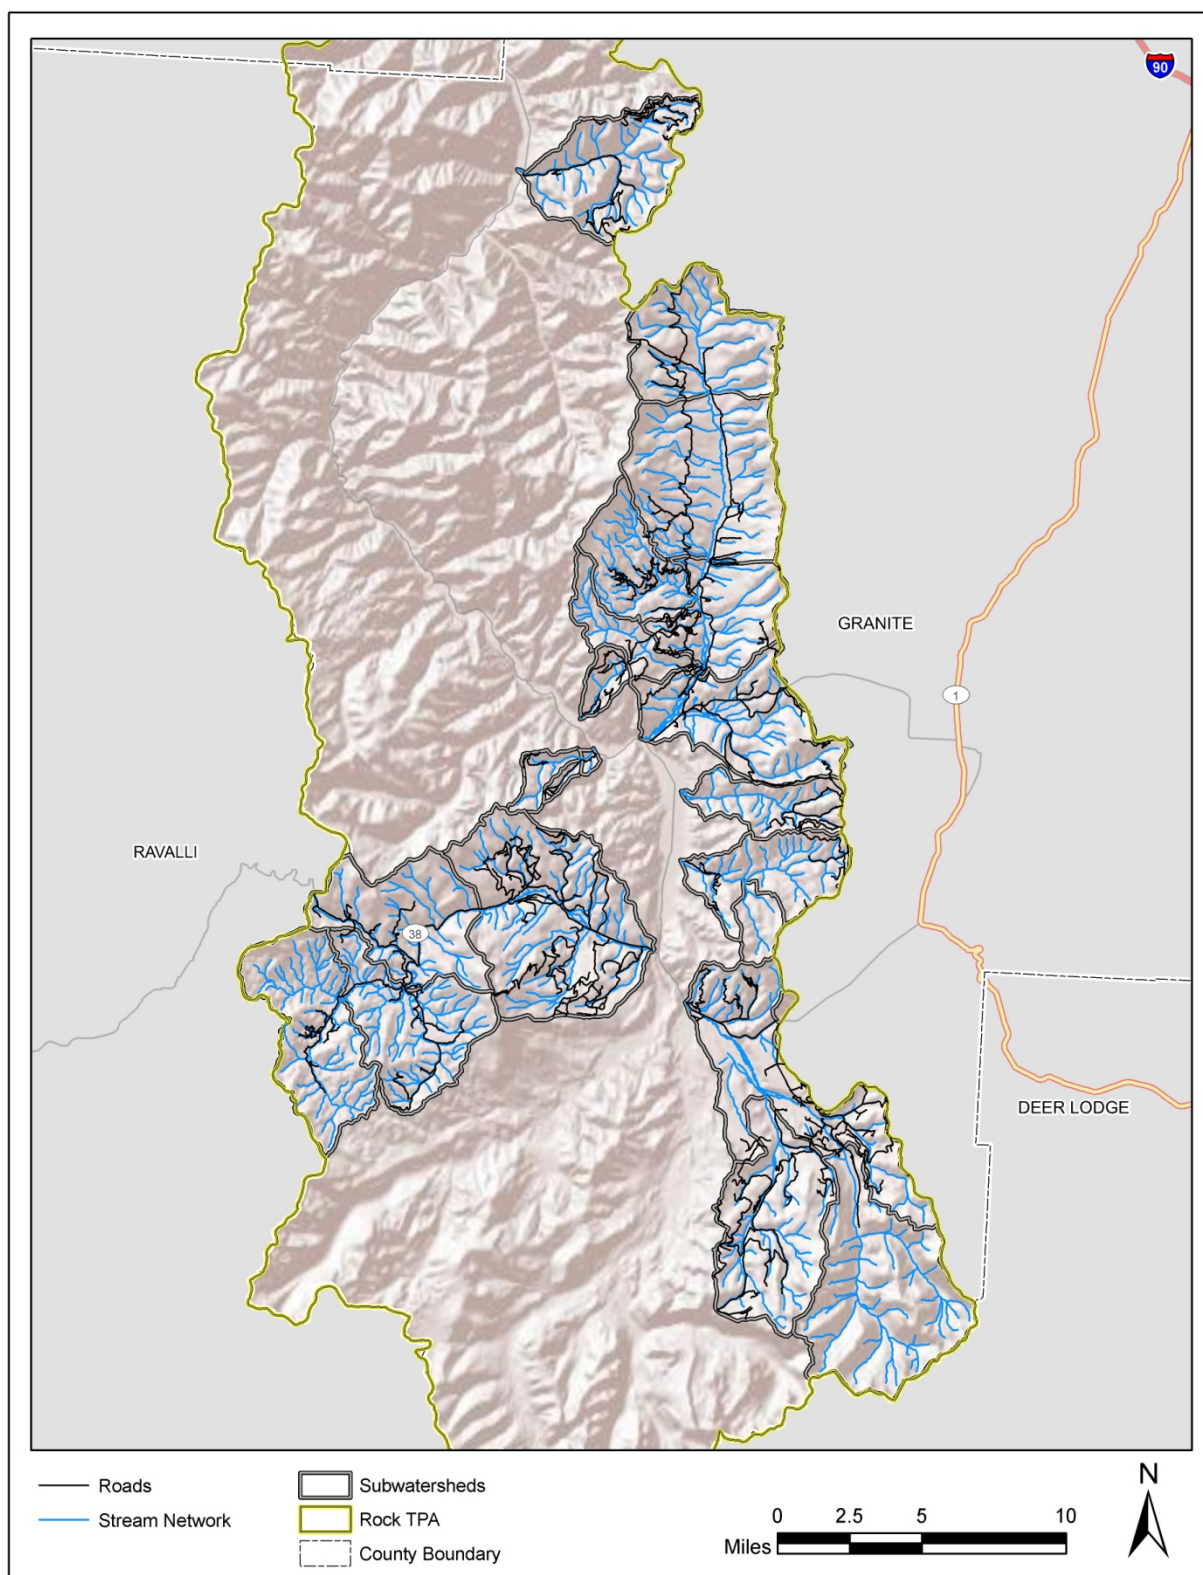 90
GRANITE
1
RAVALLI
38
DEER LODGE
Roads
Stream Network
Subwatersheds
Rock TPA
County Boundary
0 2.5 5 10
Miles
N